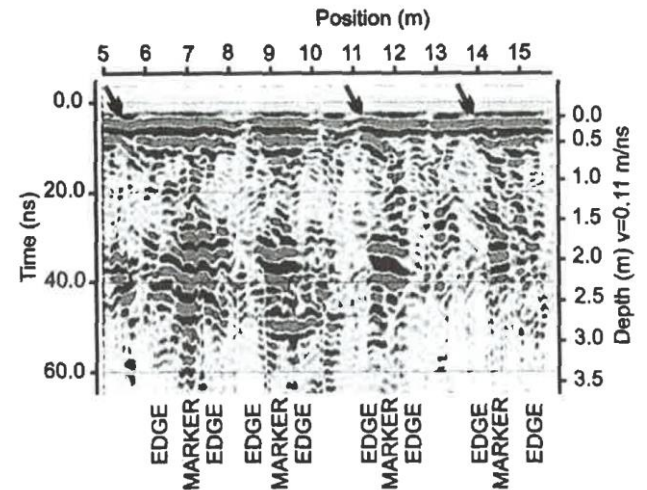 Position (m)
5 6 7 8 9 10 11 12 13 14 15
Time (ns)
0.0
20.0
40.0
60.0
0.0
0.5
1.0
1.5
2.0
2.5
3.0
3.5
Depth (m) v=0.11 m/ns
EDGE
MARKER
EDGE
EDGE
MARKER
EDGE
EDGE
MARKER
EDGE
EDGE
MARKER
EDGE